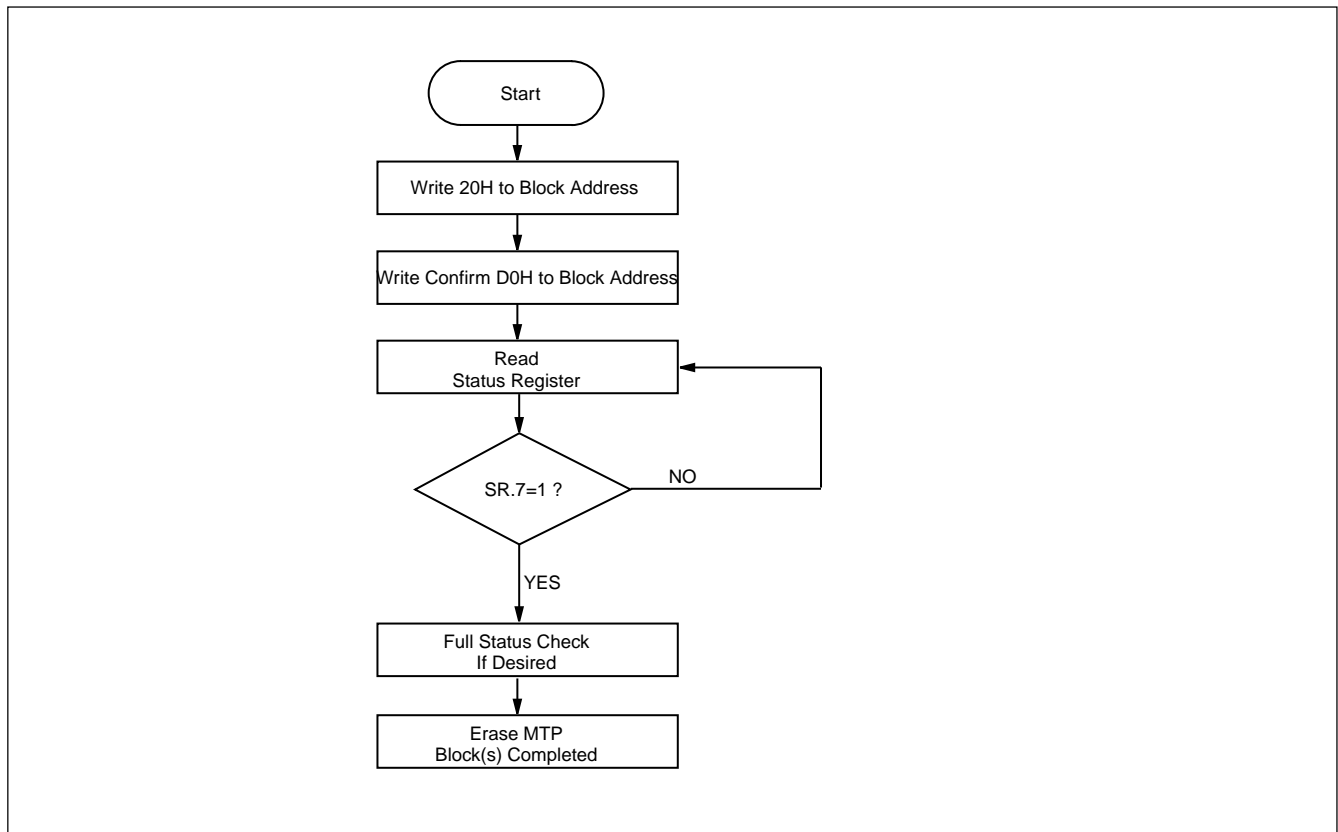 Start
Write 20H to Block Address
Write Confirm D0H to Block Address
Read
Status Register
SR.7=1 ?
NO
YES
Full Status Check
If Desired
Erase MTP
Block(s) Completed